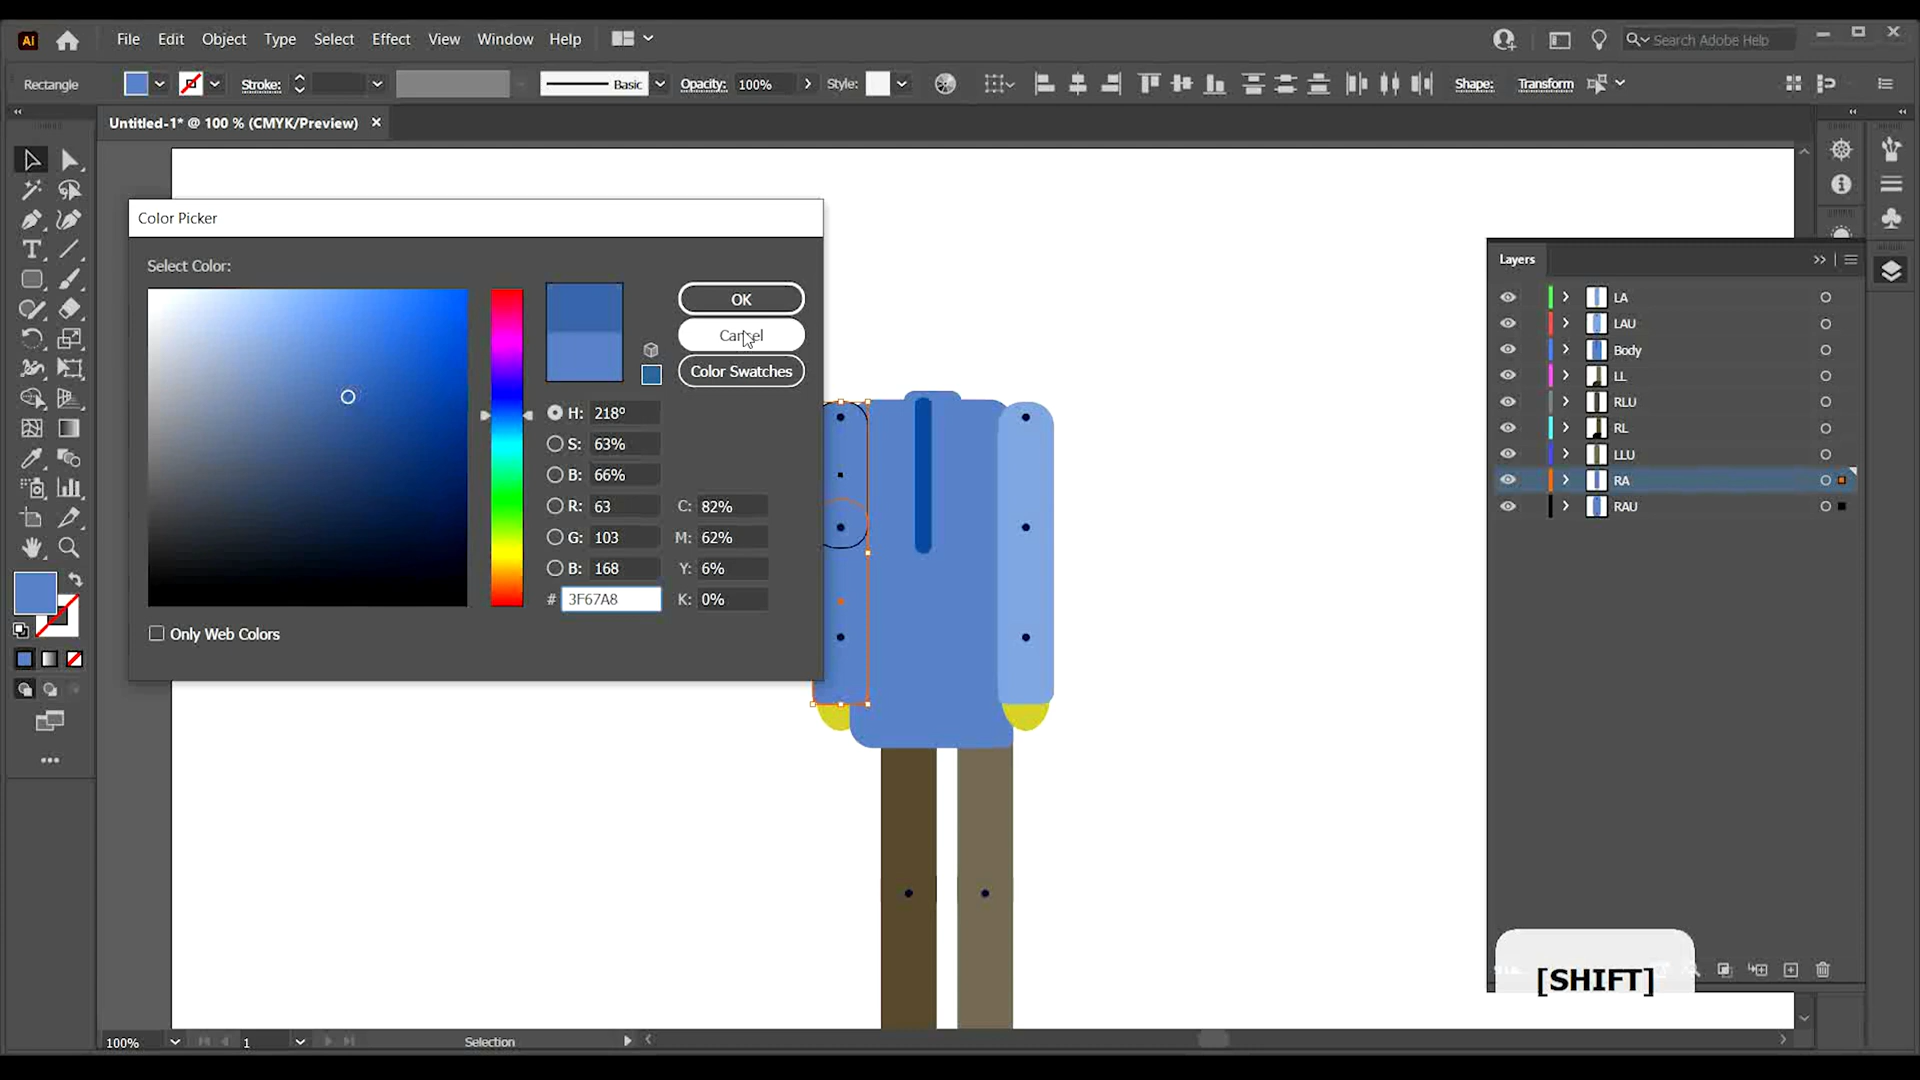 Ai
File Edit Object Type Select Effect View Window Help
Search Adobe Help
Rectangle Stroke: Basic Opacity: 100% Style: Shape: Transform
Untitled-1* @ 100 % (CMYK/Preview)
Color Picker
Select Color:
OK
Cancel
Color Swatches
H: 218º
S: 63%
B: 66%
R: 63 C: 82%
G: 103 M: 62%
B: 168 Y: 6%
# 3F67A8 K: 0%
Only Web Colors
Layers
LA
LAU
Body
LL
RLU
RL
LLU
RA
RAU
[SHIFT]
100% 1 Selection